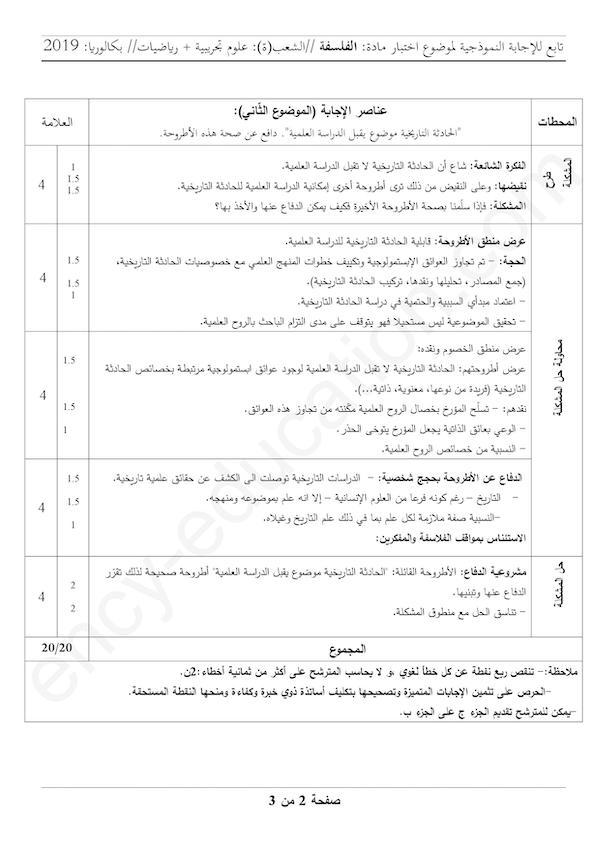 تابع للإجابة النموذجية لموضوع اختبار مادة: الفلسفة //الشعب(ة): علوم تجريبية + رياضيات// بكالوريا: 2019
المحطات
عناصر الإجابة (الموضوع الثّاني):
"الحادثة التاريخية موضوع يقبل الدراسة العلمية". دافع عن صحة هذه الأطروحة.
العلامة
طرح المشكلة
الفكرة الشائعة: شاع أن الحادثة التاريخية لا تقبل الدراسة العلمية.
نقيضها: وعلى النقيض من ذلك ترى أطروحة أخرى إمكانية الدراسة العلمية للحادثة التاريخية.
المشكلة: فإذا سلّمنا بصحة الأطروحة الأخيرة فكيف يمكن الدفاع عنها والأخذ بها؟
1
1.5
1.5
4
محاولة حل المشكلة
عرض منطق الأطروحة: قابلية الحادثة التاريخية للدراسة العلمية.
الحجة: - تم تجاوز العوائق الإبستمولوجية وتكييف خطوات المنهج العلمي مع خصوصيات الحادثة التاريخية،
(جمع المصادر، تحليلها ونقدها، تركيب الحادثة التاريخية).
- اعتماد مبدأي السببية والحتمية في دراسة الحادثة التاريخية.
- تحقيق الموضوعية ليس مستحيلا فهو يتوقف على مدى التزام الباحث بالروح العلمية.
1.5
1.5
1
4
عرض منطق الخصوم ونقده:
عرض أطروحتهم: الحادثة التاريخية لا تقبل الدراسة العلمية لوجود عوائق ابستمولوجية مرتبطة بخصائص الحادثة
التاريخية (فريدة من نوعها، معنوية، ذاتية...).
نقدهم: - تسلّح المؤرخ بخصال الروح العلمية مكّنته من تجاوز هذه العوائق.
- الوعي بعائق الذاتية يجعل المؤرخ يتوخى الحذر.
- النسبية من خصائص الروح العلمية.
1.5
1.5
1
4
الدفاع عن الأطروحة بحجج شخصية: - الدراسات التاريخية توصلت الى الكشف عن حقائق علمية تاريخية.
- التاريخ - رغم كونه فرعا من العلوم الإنسانية - إلا انه علم بموضوعه ومنهجه.
-النسبية صفة ملازمة لكل علم بما في ذلك علم التاريخ وغيلاه.
الاستئناس بمواقف الفلاسفة والمفكرين:
1.5
1.5
1
4
حل المشكلة
مشروعية الدفاع: الأطروحة القائلة: "الحادثة التاريخية موضوع يقبل الدراسة العلمية" أطروحة صحيحة لذلك تقرّر
الدفاع عنها وتبنيها.
- تناسق الحل مع منطوق المشكلة.
2
2
4
المجموع
20/20
ملاحظة:- تنقص ربع نقطة عن كل خطأ لغوي ،و لا يحاسب المترشح على أكثر من ثمانية أخطاء:2ن.
-الحرص على تثمين الإجابات المتميزة وتصحيحها بتكليف أساتذة ذوي خبرة وكفاءة ومنحها النقطة المستحقة.
-يمكن للمترشح تقديم الجزء ج على الجزء ب.
صفحة 2 من 3
ency-education.com